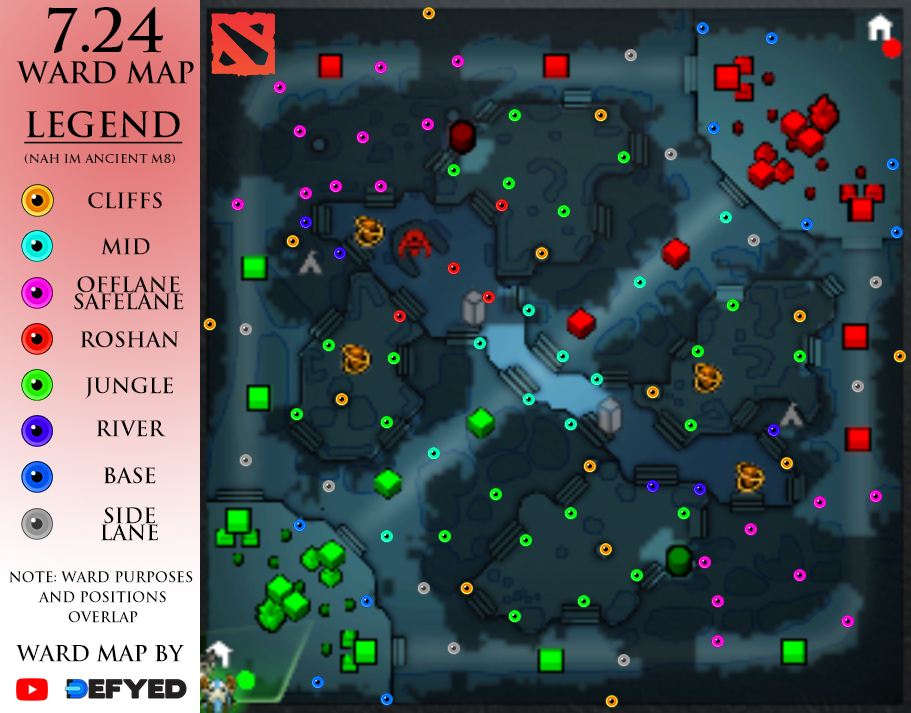 7.24
WARD MAP
LEGEND
(NAH IM ANCIENT M8)
CLIFFS
MID
OFFLANE
SAFELANE
ROSHAN
JUNGLE
RIVER
BASE
SIDE
LANE
NOTE: WARD PURPOSES
AND POSITIONS
OVERLAP
WARD MAP BY
DEFYED